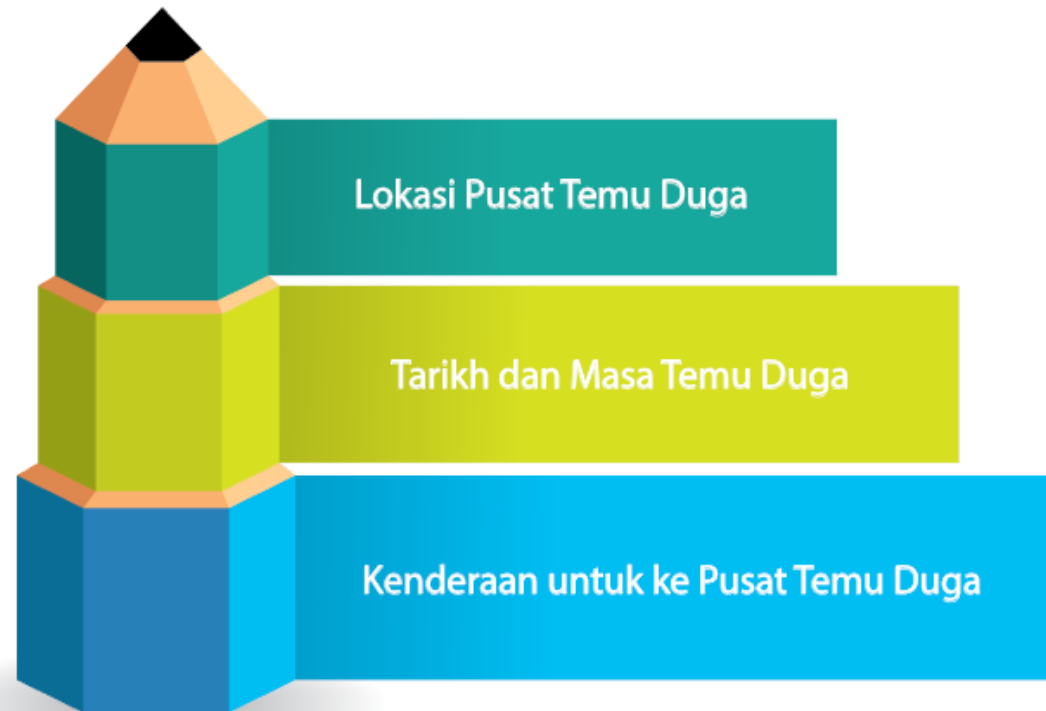 Lokasi Pusat Temu Duga
Tarikh dan Masa Temu Duga
Kenderaan untuk ke Pusat Temu Duga